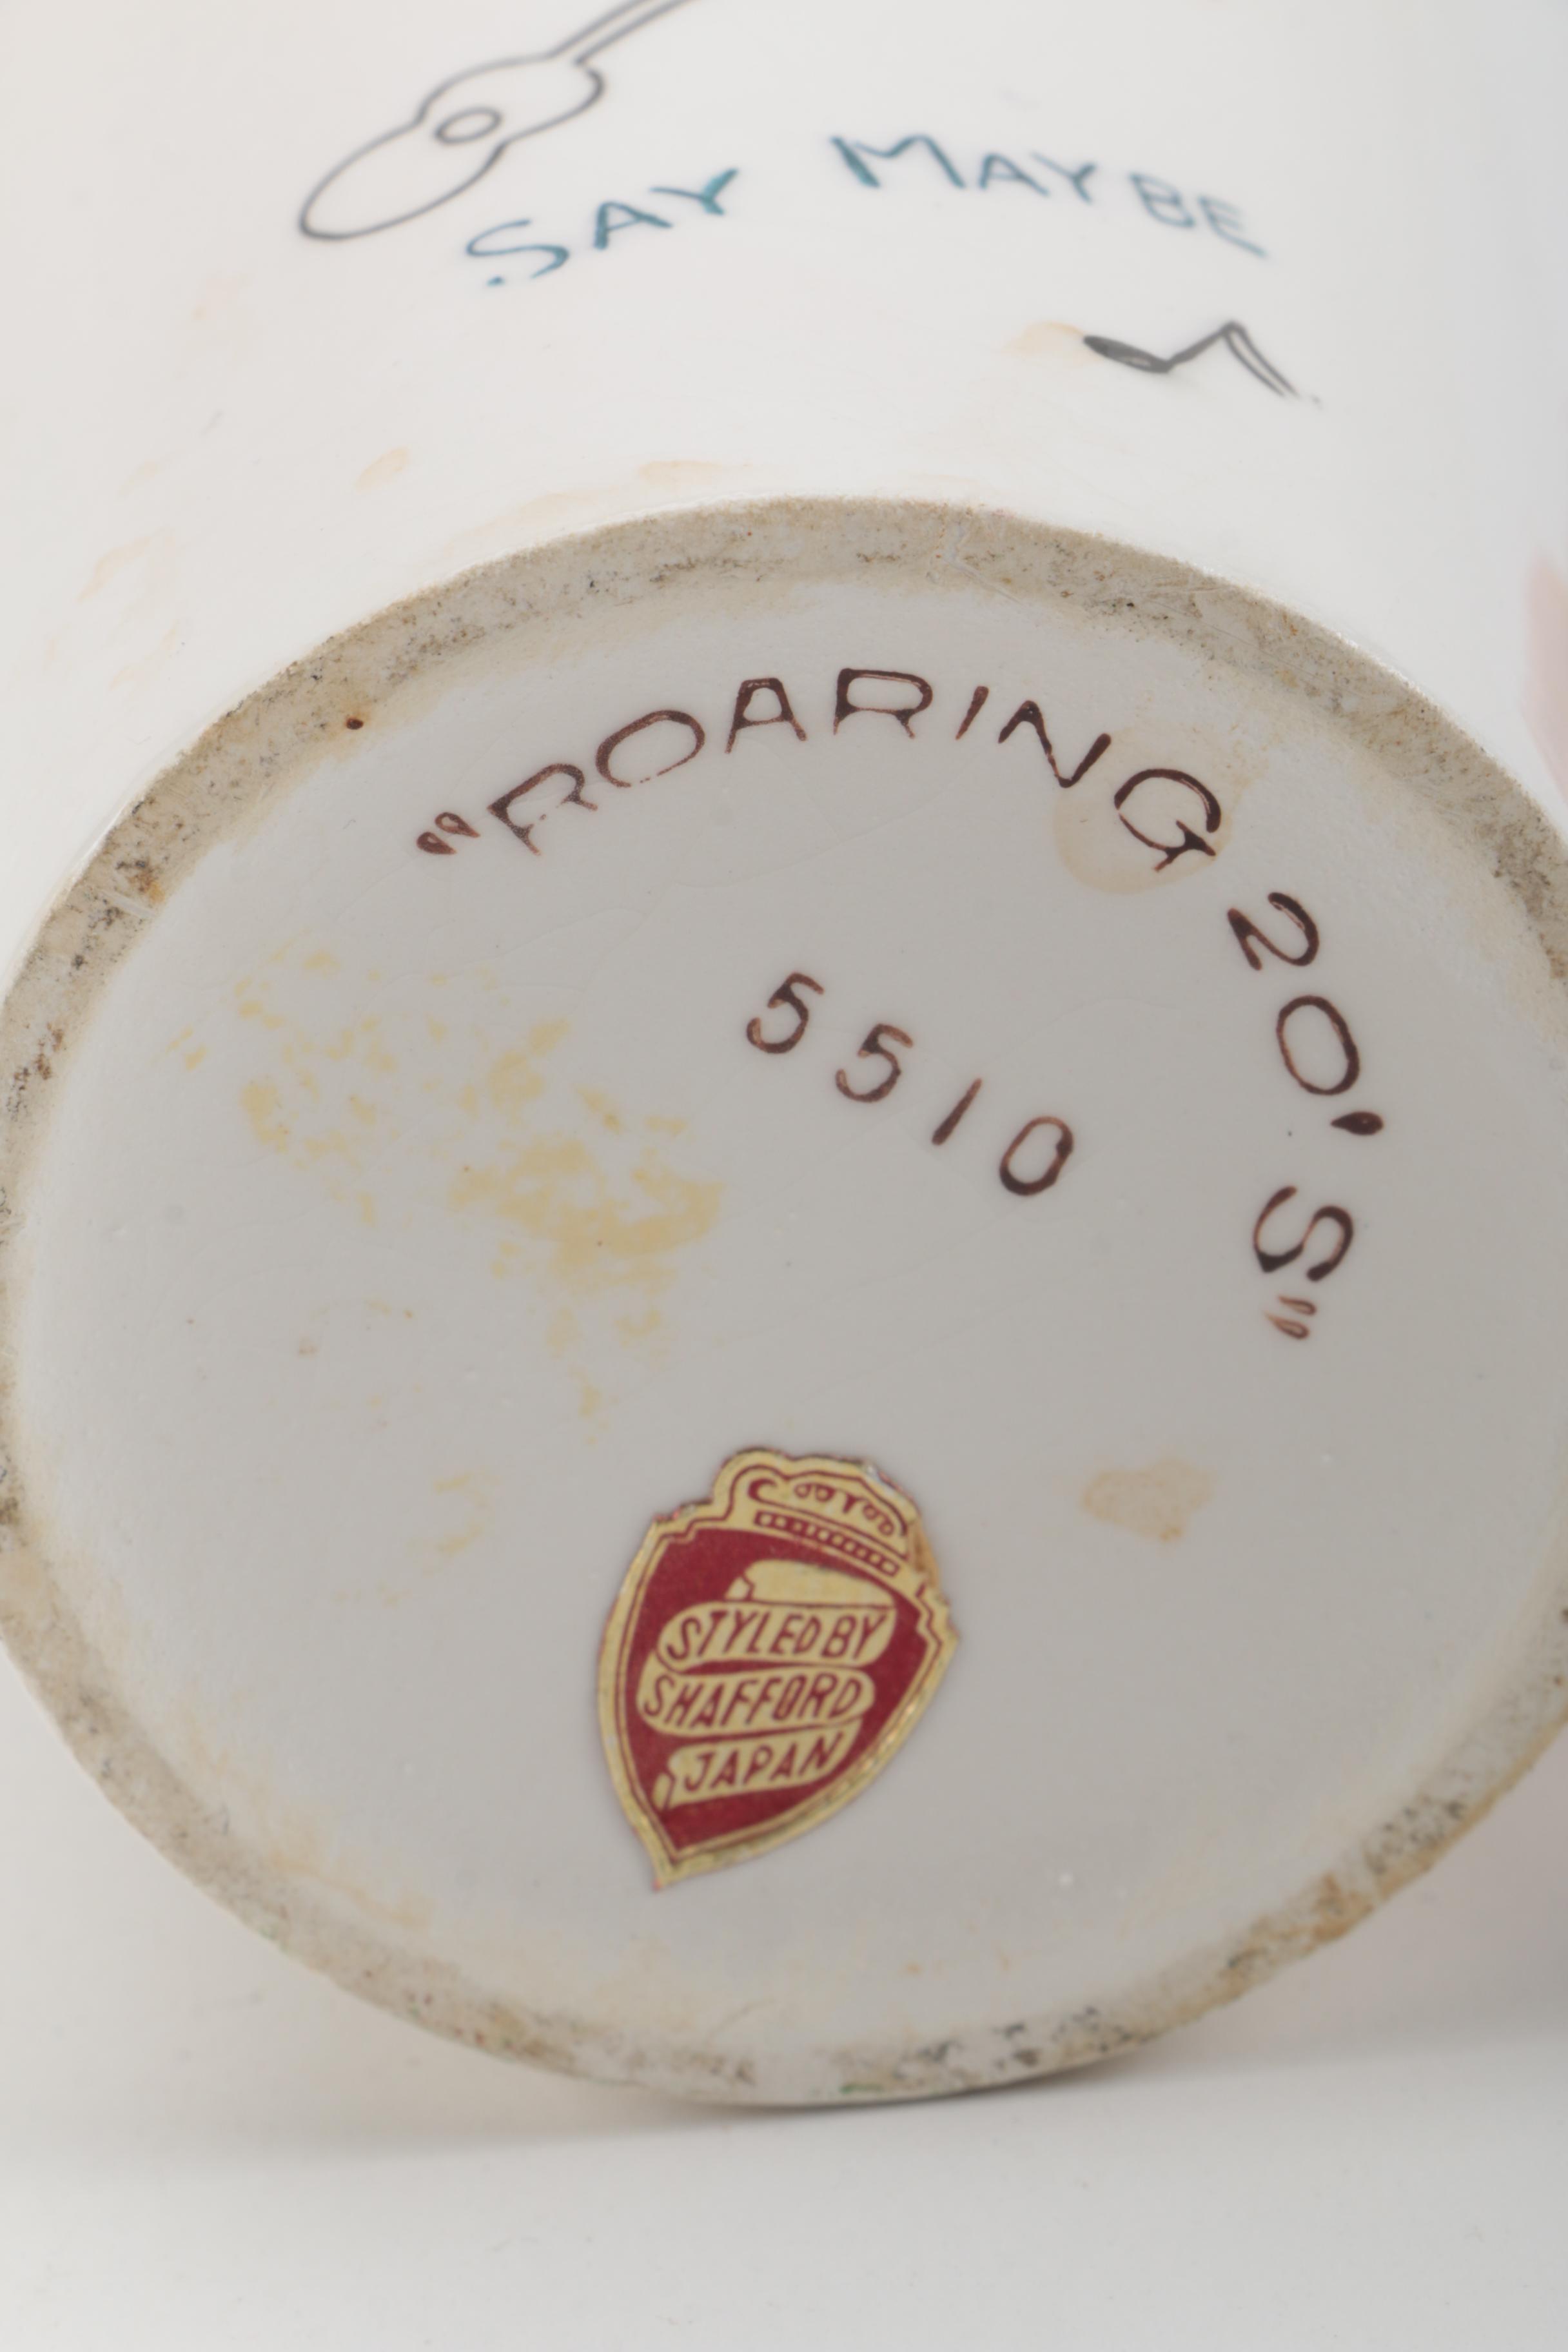 SAY MAYBE
"ROARING 20'S"
5510
STYLED BY
SHAFFORD
JAPAN